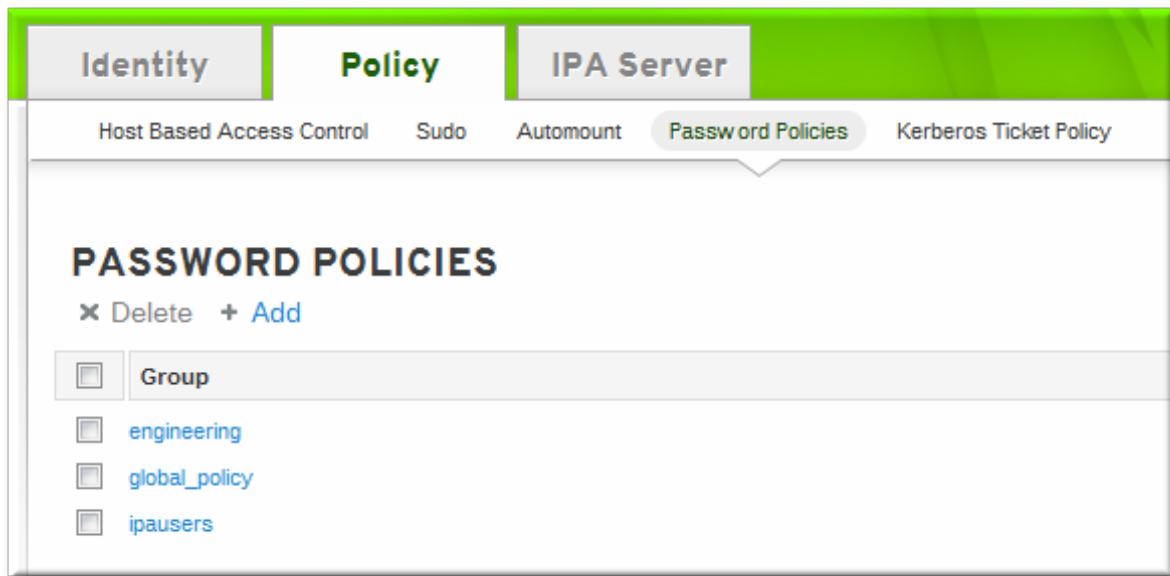 Identity Policy IPA Server
Host Based Access Control Sudo Automount Password Policies Kerberos Ticket Policy
PASSWORD POLICIES
Delete + Add
Group
engineering
global_policy
ipausers